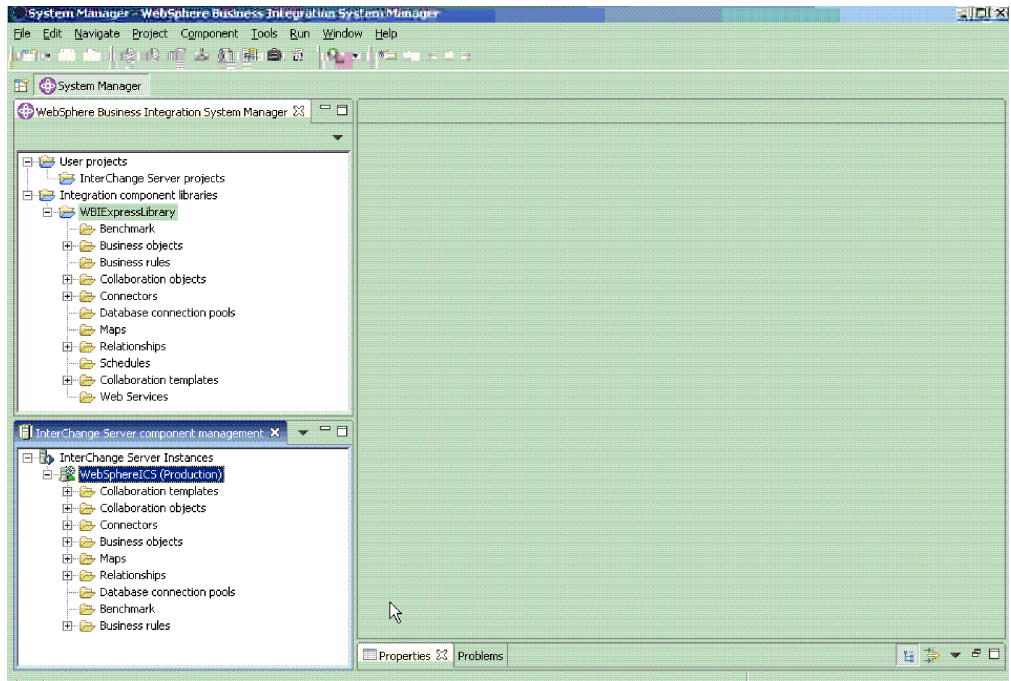 System Manager - WebSphere Business Integration System Manager
File Edit Navigate Project Component Tools Run Window Help
System Manager
WebSphere Business Integration System Manager
User projects
InterChange Server projects
Integration component libraries
WBIExpressLibrary
Benchmark
Business objects
Business rules
Collaboration objects
Connectors
Database connection pools
Maps
Relationships
Schedules
Collaboration templates
Web Services
InterChange Server component management
InterChange Server Instances
WebSphereICS (Production)
Collaboration templates
Collaboration objects
Connectors
Business objects
Maps
Relationships
Database connection pools
Benchmark
Business rules
Properties Problems